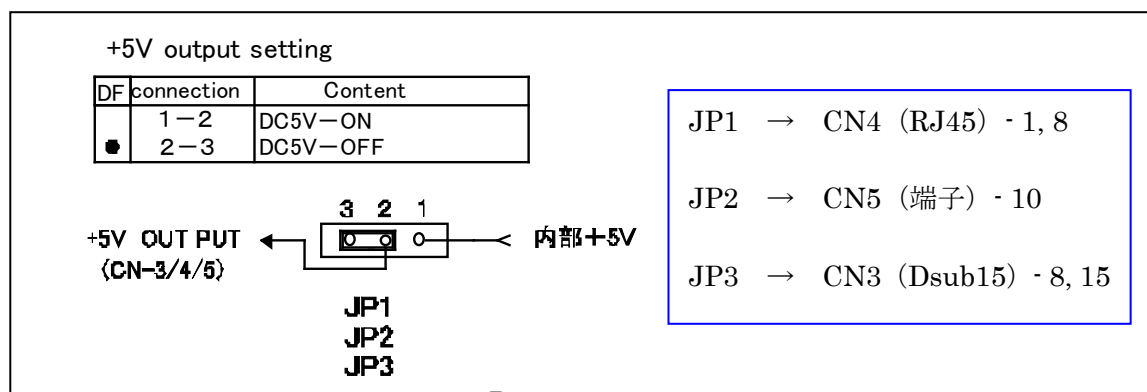 +5V output setting
DF connection Content
1－2 DC5V－ON
● 2－3 DC5V－OFF
3 2 1
+5V OUTPUT 内部＋5V
(CN-3/4/5)
JP1
JP2
JP3
JP1 → CN4（RJ45）- 1, 8
JP2 → CN5（端子）- 10
JP3 → CN3（Dsub15）- 8, 15